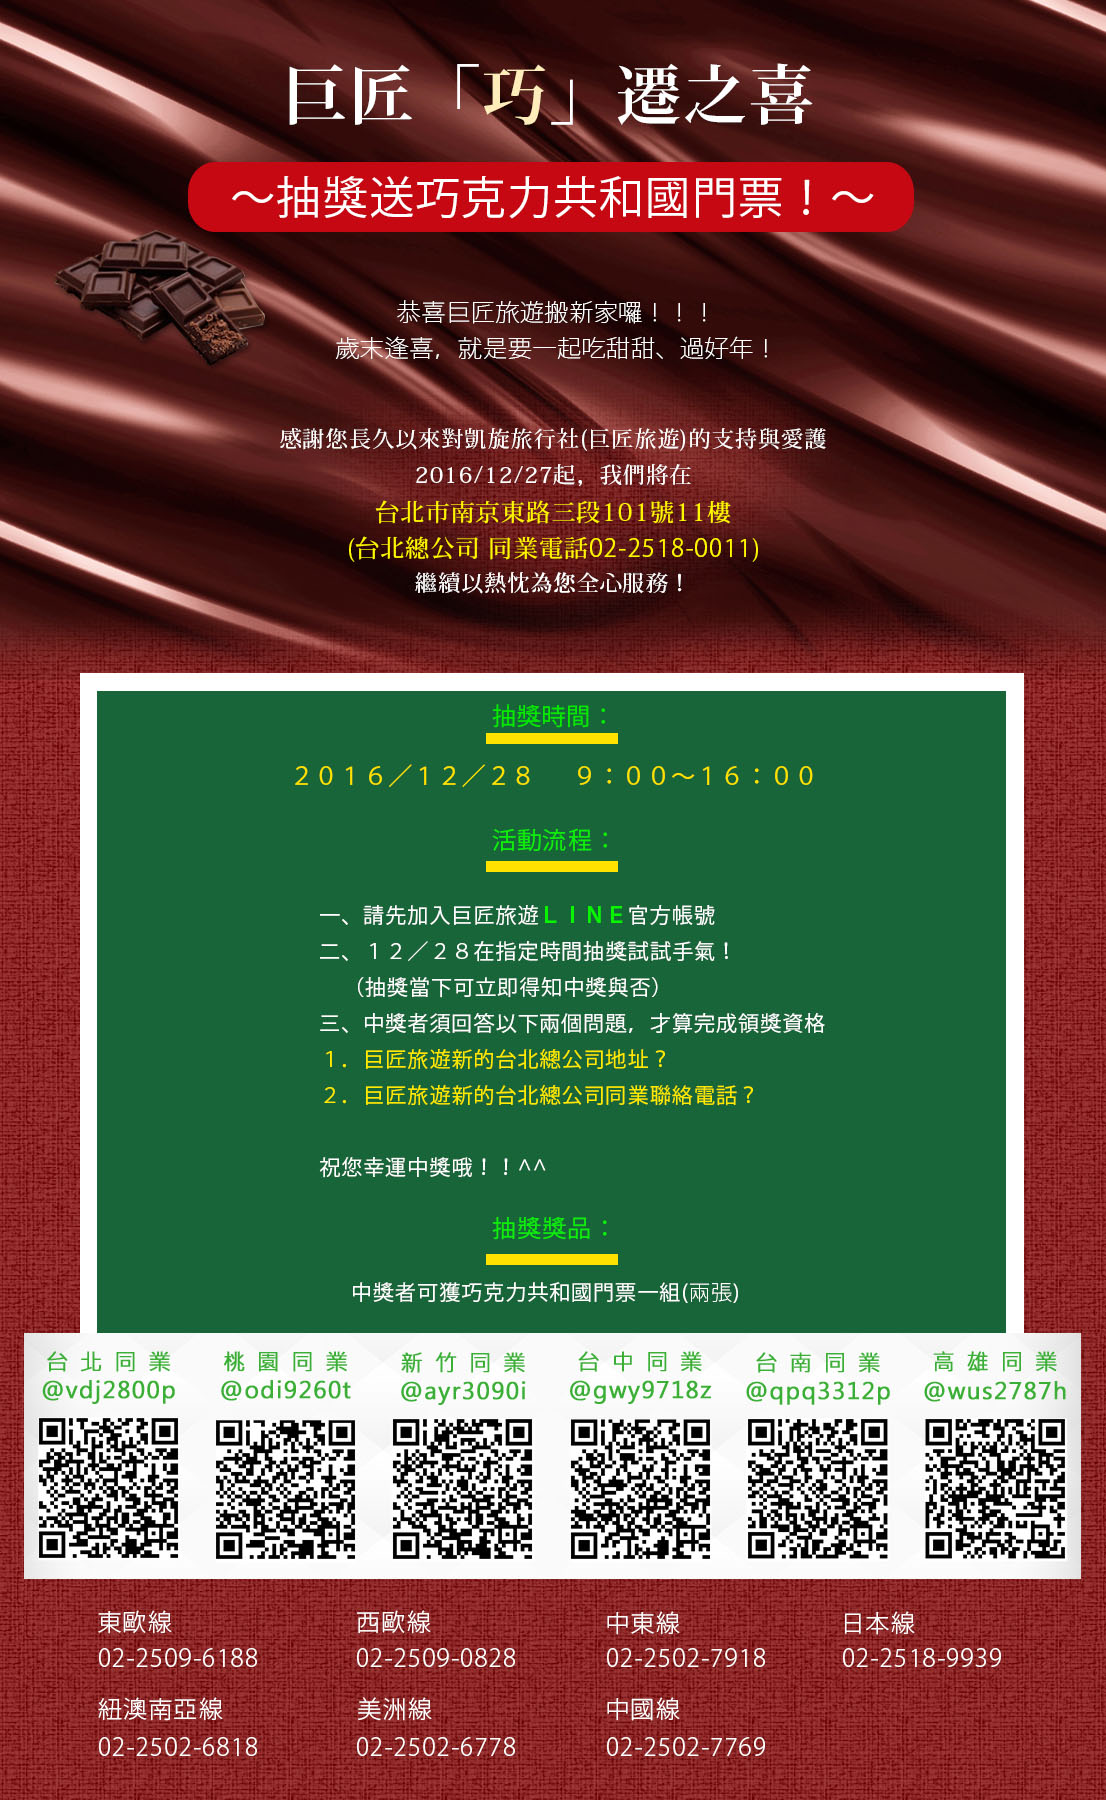 巨匠「巧」遷之喜
～抽獎送巧克力共和國門票！～
恭喜巨匠旅遊搬新家囉！！！
歲末逢喜，就是要一起吃甜甜、過好年！
感謝您長久以來對凱旋旅行社(巨匠旅遊)的支持與愛護
2016/12/27起，我們將在
台北市南京東路三段101號11樓
(台北總公司 同業電話02-2518-0011)
繼續以熱忱為您全心服務！
抽獎時間：
２０１６／１２／２８　９：００～１６：００
活動流程：
一、請先加入巨匠旅遊ＬＩＮＥ官方帳號
二、１２／２８在指定時間抽獎試試手氣！
（抽獎當下可立即得知中獎與否）
三、中獎者須回答以下兩個問題，才算完成領獎資格
１．巨匠旅遊新的台北總公司地址？
２．巨匠旅遊新的台北總公司同業聯絡電話？
祝您幸運中獎哦！！^^
抽獎獎品：
中獎者可獲巧克力共和國門票一組(兩張)
台北同業
@vdj2800p
桃園同業
@odi9260t
新竹同業
@ayr3090i
台中同業
@gwy9718z
台南同業
@qpq3312p
高雄同業
@wus2787h
東歐線
02-2509-6188
西歐線
02-2509-0828
中東線
02-2502-7918
日本線
02-2518-9939
紐澳南亞線
02-2502-6818
美洲線
02-2502-6778
中國線
02-2502-7769